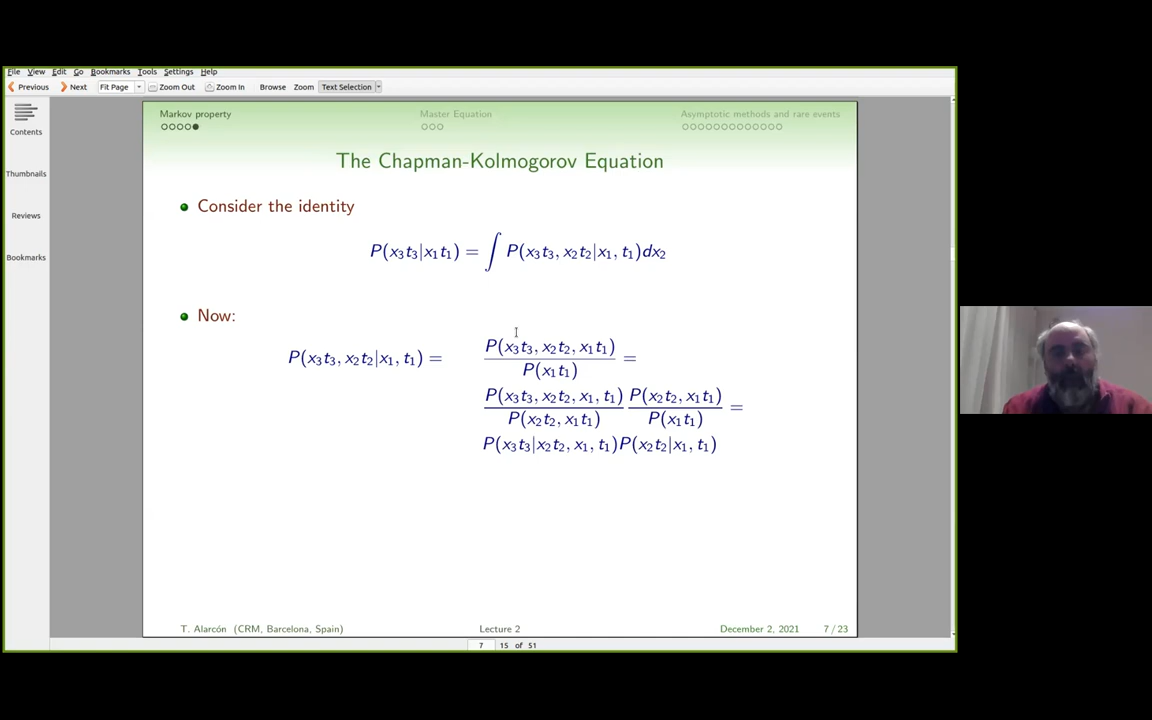 File View Edit Go Bookmarks Tools Settings Help
Previous Next Fit Page Zoom Out Zoom In Browse Zoom Text Selection
Contents
Thumbnails
Reviews
Bookmarks
Markov property Master Equation Asymptotic methods and rare events
The Chapman-Kolmogorov Equation
Consider the identity
P(x₃t₃|x₁t₁) = ∫ P(x₃t₃, x₂t₂|x₁, t₁)dx₂
Now:
P(x₃t₃, x₂t₂|x₁, t₁) = P(x₃t₃, x₂t₂, x₁t₁) / P(x₁t₁) =
P(x₃t₃, x₂t₂, x₁, t₁) / P(x₂t₂, x₁t₁) P(x₂t₂, x₁t₁) / P(x₁t₁) =
P(x₃t₃|x₂t₂, x₁, t₁)P(x₂t₂|x₁, t₁)
T. Alarcón (CRM, Barcelona, Spain) Lecture 2 December 2, 2021 7 / 23
7 15 of 51